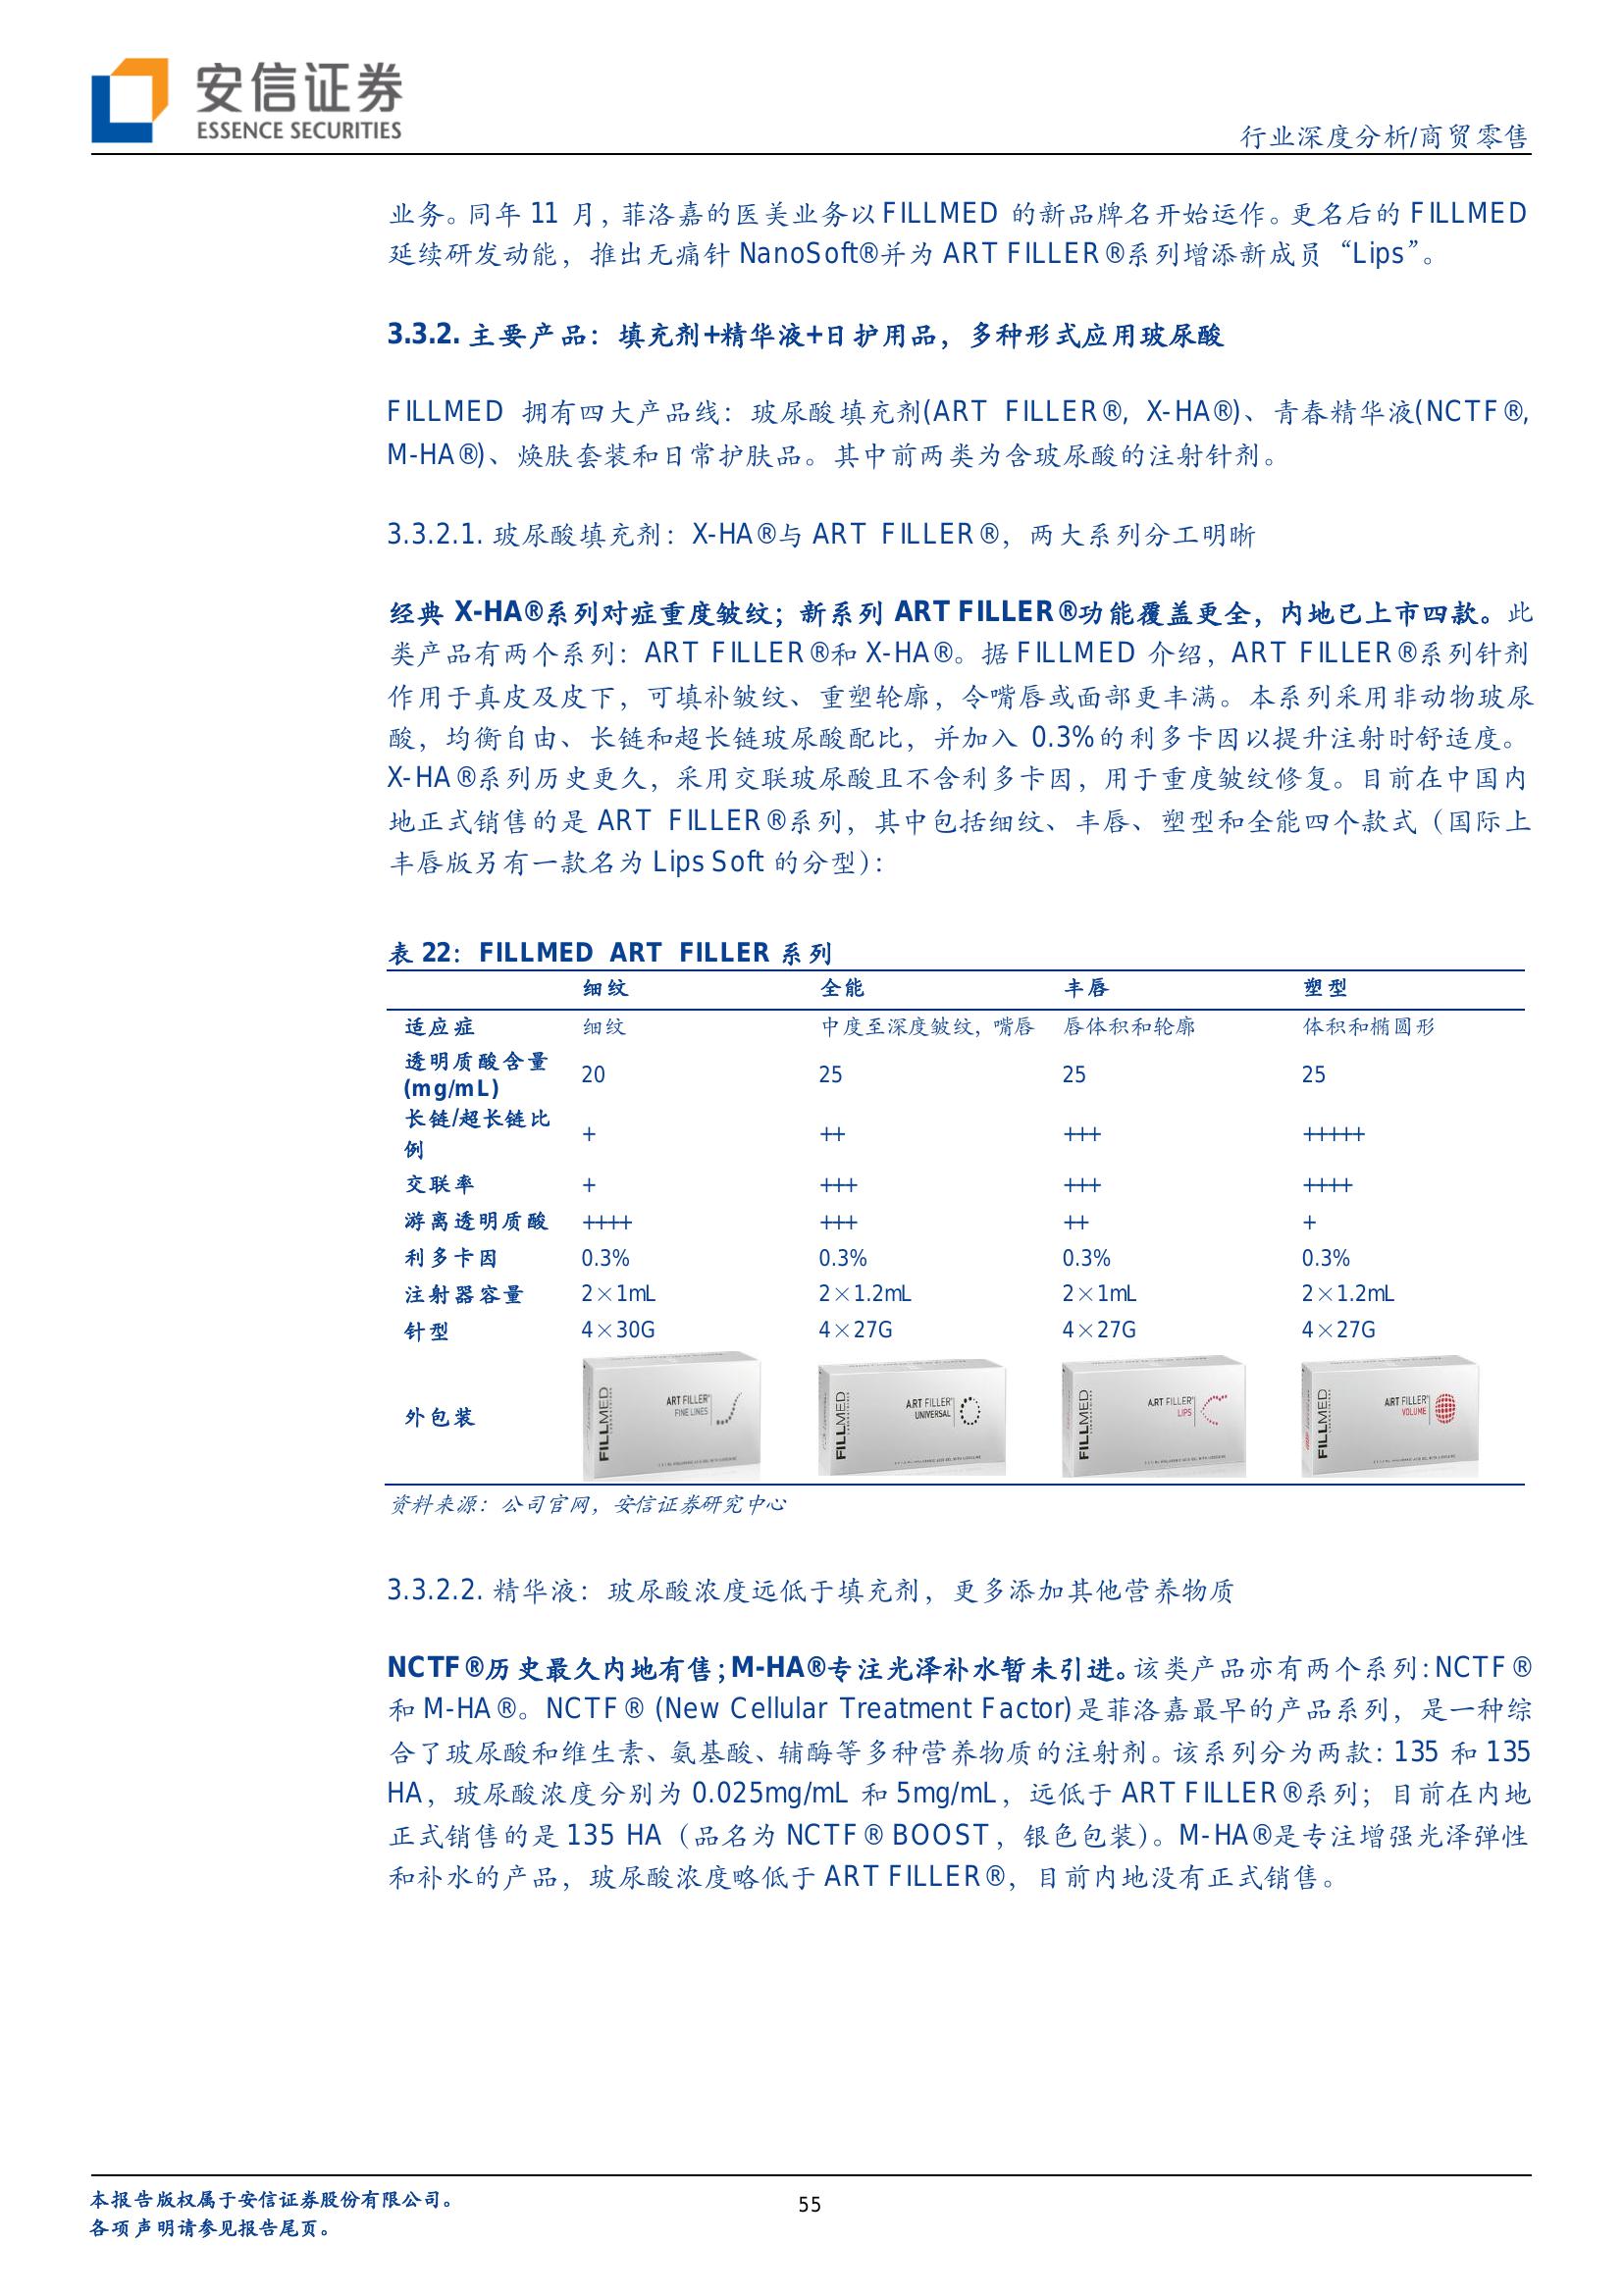 安信证券
ESSENCE SECURITIES
行业深度分析/商贸零售
业务。同年 11 月，菲洛嘉的医美业务以 FILLMED 的新品牌名开始运作。更名后的 FILLMED
延续研发动能，推出无痛针 NanoSoft®并为 ART FILLER®系列增添新成员“Lips”。
3.3.2. 主要产品：填充剂+精华液+日护用品，多种形式应用玻尿酸
FILLMED 拥有四大产品线：玻尿酸填充剂(ART FILLER®, X-HA®)、青春精华液(NCTF®,
M-HA®)、焕肤套装和日常护肤品。其中前两类为含玻尿酸的注射针剂。
3.3.2.1. 玻尿酸填充剂：X-HA®与 ART FILLER®，两大系列分工明晰
经典 X-HA®系列对症重度皱纹；新系列 ART FILLER®功能覆盖更全，内地已上市四款。此
类产品有两个系列：ART FILLER®和 X-HA®。据 FILLMED 介绍，ART FILLER®系列针剂
作用于真皮及皮下，可填补皱纹、重塑轮廓，令嘴唇或面部更丰满。本系列采用非动物玻尿
酸，均衡自由、长链和超长链玻尿酸配比，并加入 0.3%的利多卡因以提升注射时舒适度。
X-HA®系列历史更久，采用交联玻尿酸且不含利多卡因，用于重度皱纹修复。目前在中国内
地正式销售的是 ART FILLER®系列，其中包括细纹、丰唇、塑型和全能四个款式（国际上
丰唇版另有一款名为 Lips Soft 的分型）：
表 22：FILLMED ART FILLER 系列
细纹 全能 丰唇 塑型
适应症 细纹 中度至深度皱纹，嘴唇 唇体积和轮廓 体积和椭圆形
透明质酸含量
(mg/mL) 20 25 25 25
长链/超长链比
例 + ++ +++ +++++
交联率 + +++ +++ ++++
游离透明质酸 ++++ +++ ++ +
利多卡因 0.3% 0.3% 0.3% 0.3%
注射器容量 2×1mL 2×1.2mL 2×1mL 2×1.2mL
针型 4×30G 4×27G 4×27G 4×27G
外包装
FILLMED ART FILLER® FINE LINES
FILLMED ART FILLER® UNIVERSAL
FILLMED ART FILLER® LIPS
FILLMED ART FILLER® VOLUME
资料来源：公司官网，安信证券研究中心
3.3.2.2. 精华液：玻尿酸浓度远低于填充剂，更多添加其他营养物质
NCTF®历史最久内地有售；M-HA®专注光泽补水暂未引进。该类产品亦有两个系列：NCTF®
和 M-HA®。NCTF® (New Cellular Treatment Factor)是菲洛嘉最早的产品系列，是一种综
合了玻尿酸和维生素、氨基酸、辅酶等多种营养物质的注射剂。该系列分为两款：135 和 135
HA，玻尿酸浓度分别为 0.025mg/mL 和 5mg/mL，远低于 ART FILLER®系列；目前在内地
正式销售的是 135 HA（品名为 NCTF® BOOST，银色包装）。M-HA®是专注增强光泽弹性
和补水的产品，玻尿酸浓度略低于 ART FILLER®，目前内地没有正式销售。
本报告版权属于安信证券股份有限公司。
各项声明请参见报告尾页。
55